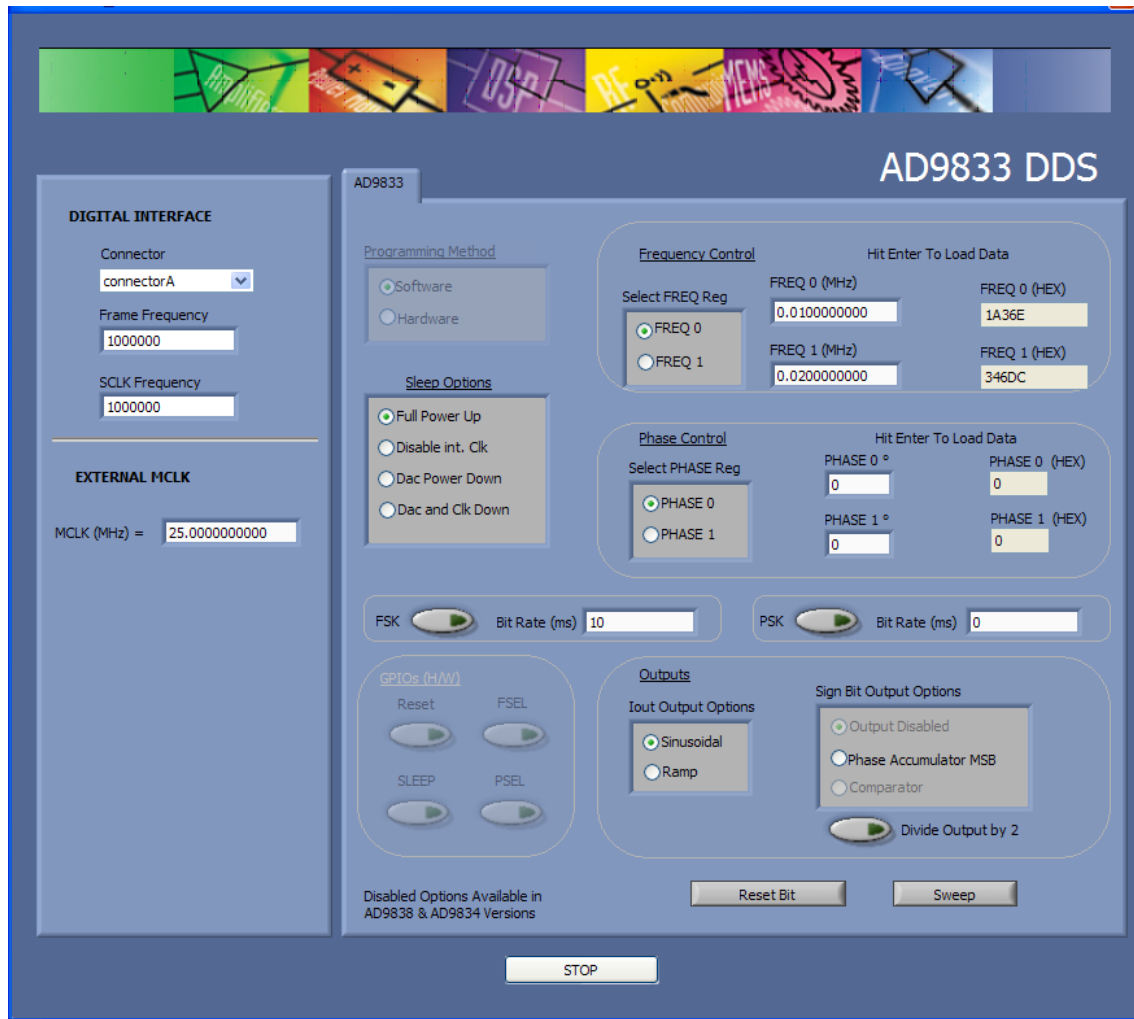 Amplifier
Power
DSP
RF
MEMS
AD9833 DDS
DIGITAL INTERFACE
Connector
connectorA
Frame Frequency
1000000
SCLK Frequency
1000000
EXTERNAL MCLK
MCLK (MHz) = 25.0000000000
AD9833
Programming Method
Software
Hardware
Sleep Options
Full Power Up
Disable int. Clk
Dac Power Down
Dac and Clk Down
Frequency Control
Hit Enter To Load Data
Select FREQ Reg
FREQ 0
FREQ 1
FREQ 0 (MHz)
0.0100000000
FREQ 0 (HEX)
1A36E
FREQ 1 (MHz)
0.0200000000
FREQ 1 (HEX)
346DC
Phase Control
Hit Enter To Load Data
Select PHASE Reg
PHASE 0
PHASE 1
PHASE 0 º
0
PHASE 0 (HEX)
0
PHASE 1 º
0
PHASE 1 (HEX)
0
FSK Bit Rate (ms) 10
PSK Bit Rate (ms) 0
GPIOs (H/W)
Reset FSEL
SLEEP PSEL
Outputs
Iout Output Options
Sinusoidal
Ramp
Sign Bit Output Options
Output Disabled
Phase Accumulator MSB
Comparator
Divide Output by 2
Disabled Options Available in
AD9838 & AD9834 Versions
Reset Bit
Sweep
STOP